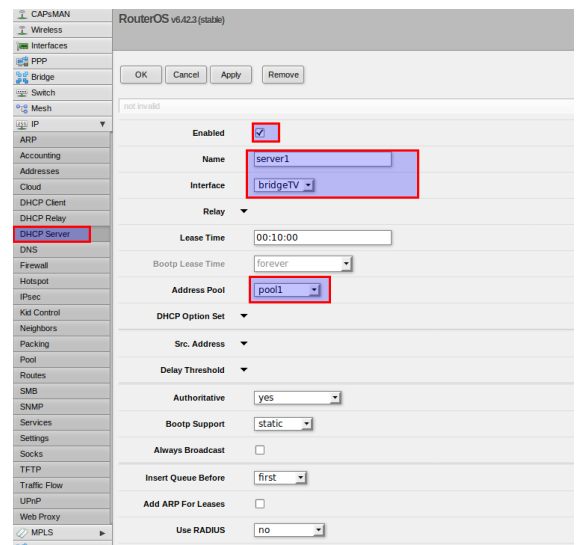 CAPsMAN
Wireless
Interfaces
PPP
Bridge
Switch
Mesh
IP
ARP
Accounting
Addresses
Cloud
DHCP Client
DHCP Relay
DHCP Server
DNS
Firewall
Hotspot
IPsec
Kid Control
Neighbors
Packing
Pool
Routes
SMB
SNMP
Services
Settings
Socks
TFTP
Traffic Flow
UPnP
Web Proxy
MPLS
RouterOS v6.42.3 (stable)
OK Cancel Apply Remove
not invalid
Enabled
Name server1
Interface bridgeTV
Relay
Lease Time 00:10:00
Bootp Lease Time forever
Address Pool pool1
DHCP Option Set
Src. Address
Delay Threshold
Authoritative yes
Bootp Support static
Always Broadcast
Insert Queue Before first
Add ARP For Leases
Use RADIUS no